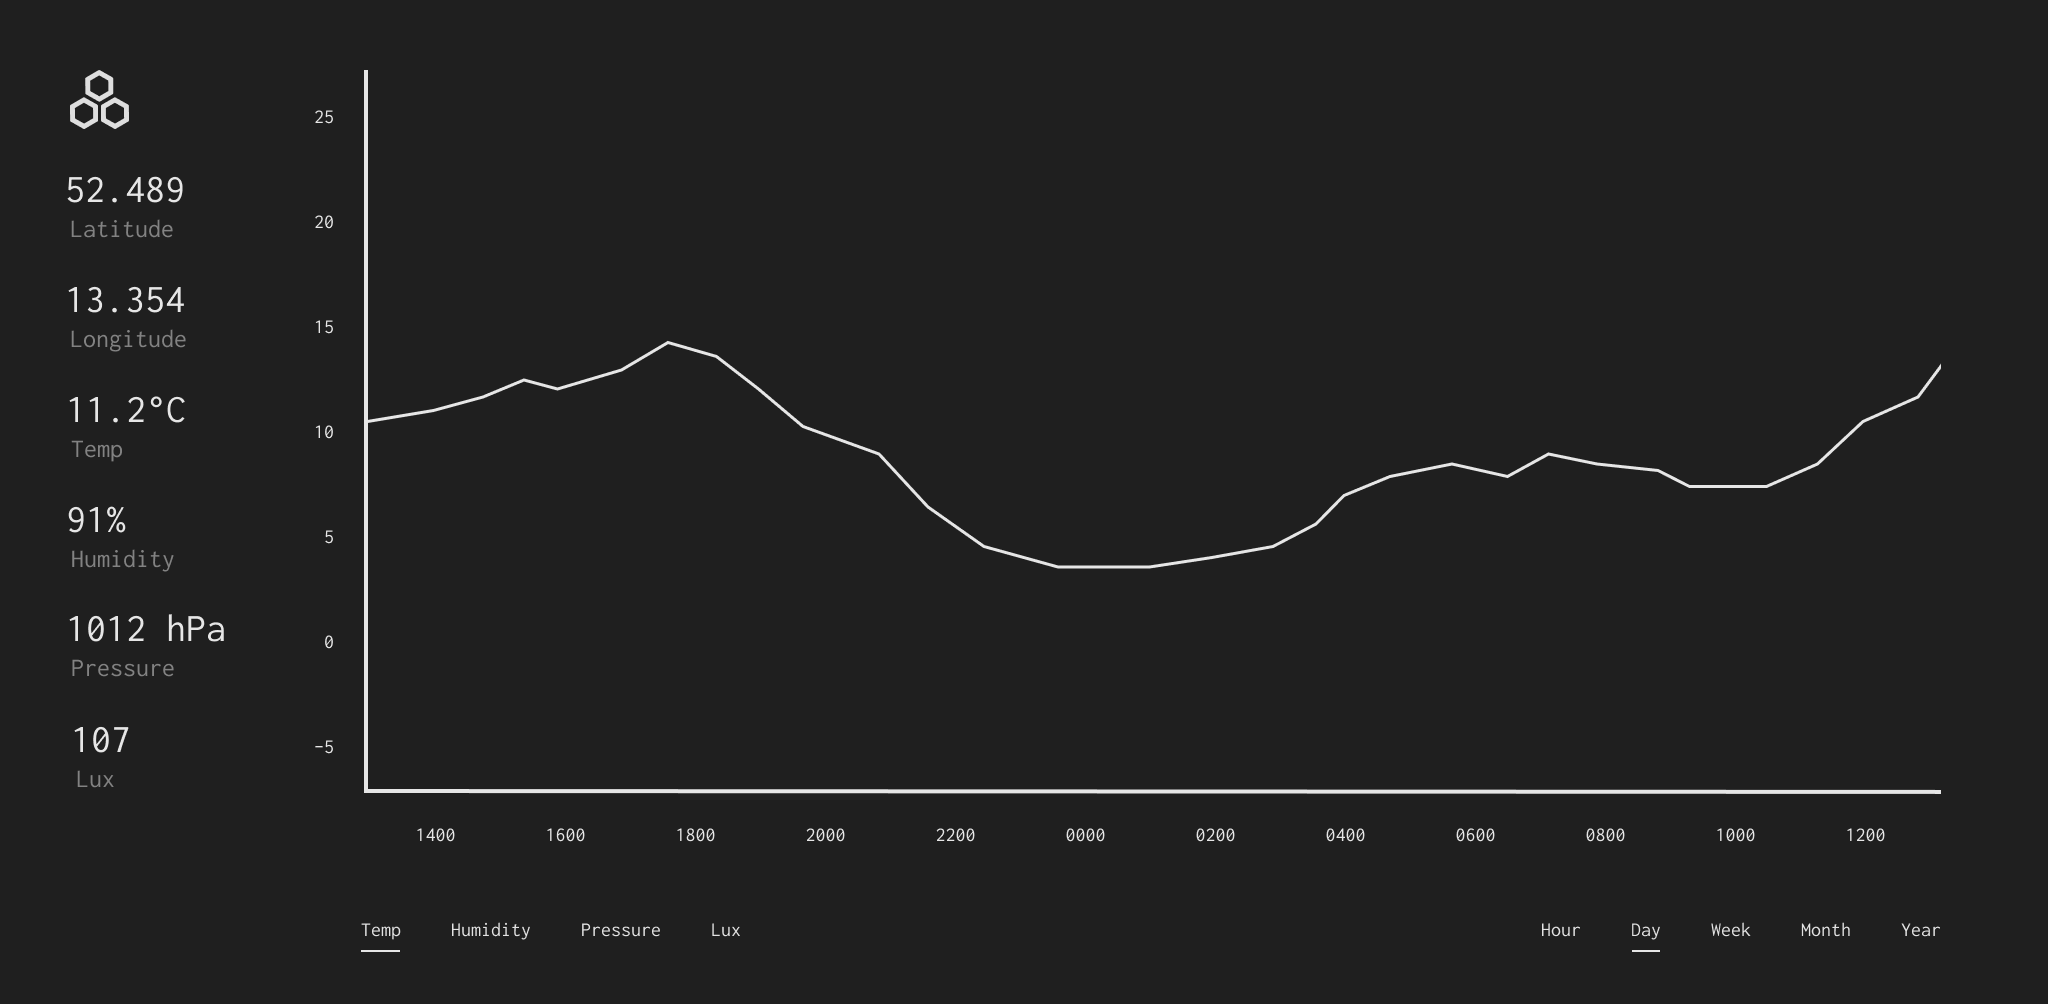 52.489
Latitude
13.354
Longitude
11.2°C
Temp
91%
Humidity
1012 hPa
Pressure
107
Lux
25
20
15
10
5
0
-5
1400 1600 1800 2000 2200 0000 0200 0400 0600 0800 1000 1200
Temp Humidity Pressure Lux Hour Day Week Month Year